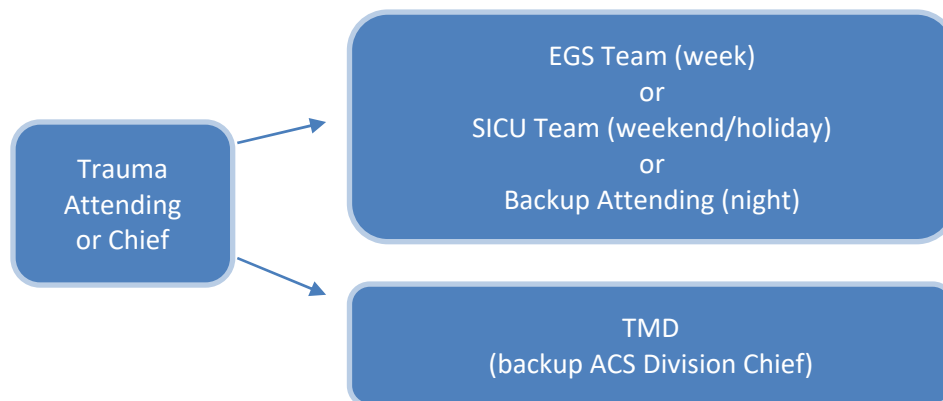 Trauma
Attending
or Chief
EGS Team (week)
or
SICU Team (weekend/holiday)
or
Backup Attending (night)
TMD
(backup ACS Division Chief)